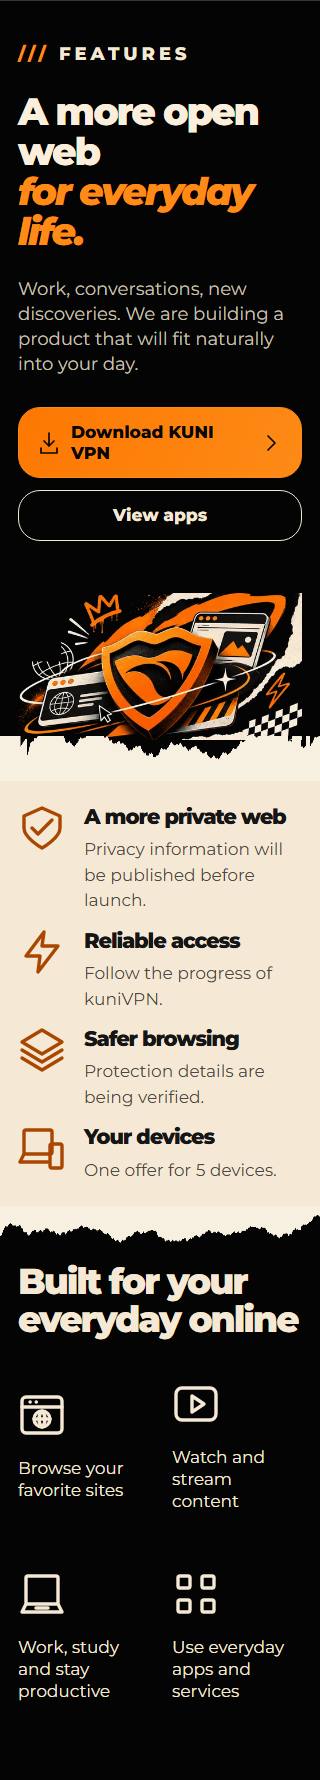 /// FEATURES
A more open
web
for everyday
life.
Work, conversations, new
discoveries. We are building a
product that will fit naturally
into your day.
Download KUNI
VPN
View apps
A more private web
Privacy information will
be published before
launch.
Reliable access
Follow the progress of
kuniVPN.
Safer browsing
Protection details are
being verified.
Your devices
One offer for 5 devices.
Built for your
everyday online
Browse your
favorite sites
Watch and
stream
content
Work, study
and stay
productive
Use everyday
apps and
services